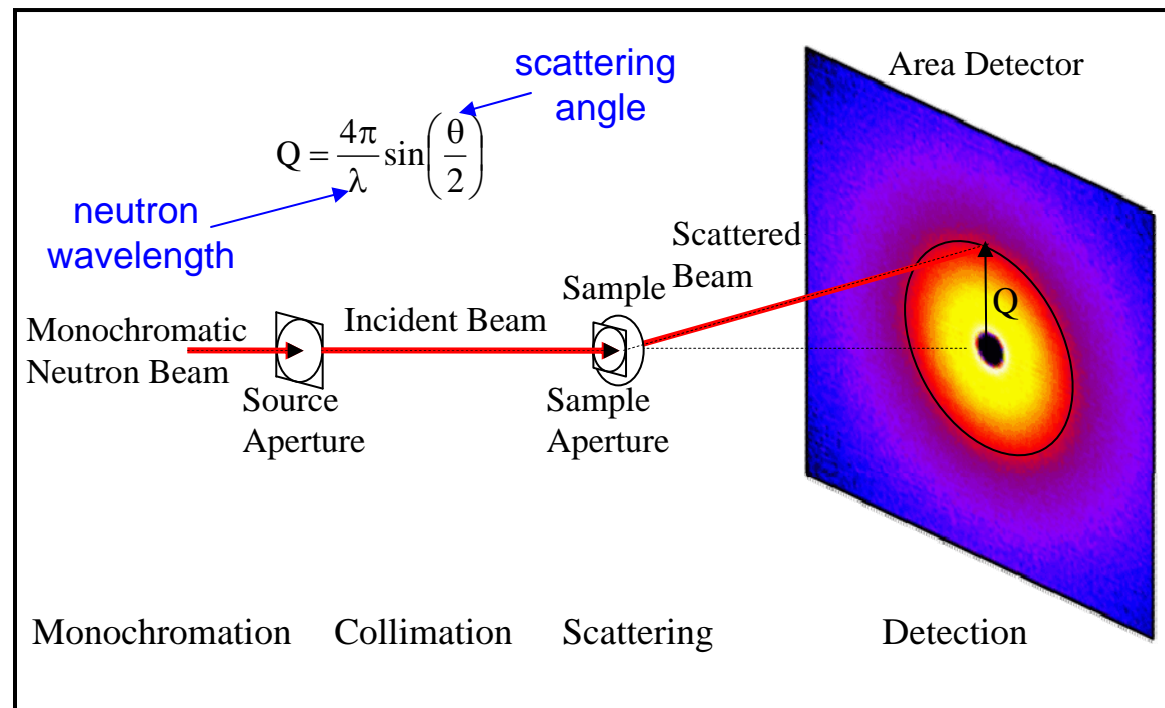 scattering
angle
Area Detector
Q = 4π/λ sin(θ/2)
neutron
wavelength
Scattered
Beam
Sample
Q
Incident Beam
Monochromatic
Neutron Beam
Source
Aperture
Sample
Aperture
Monochromation Collimation Scattering Detection